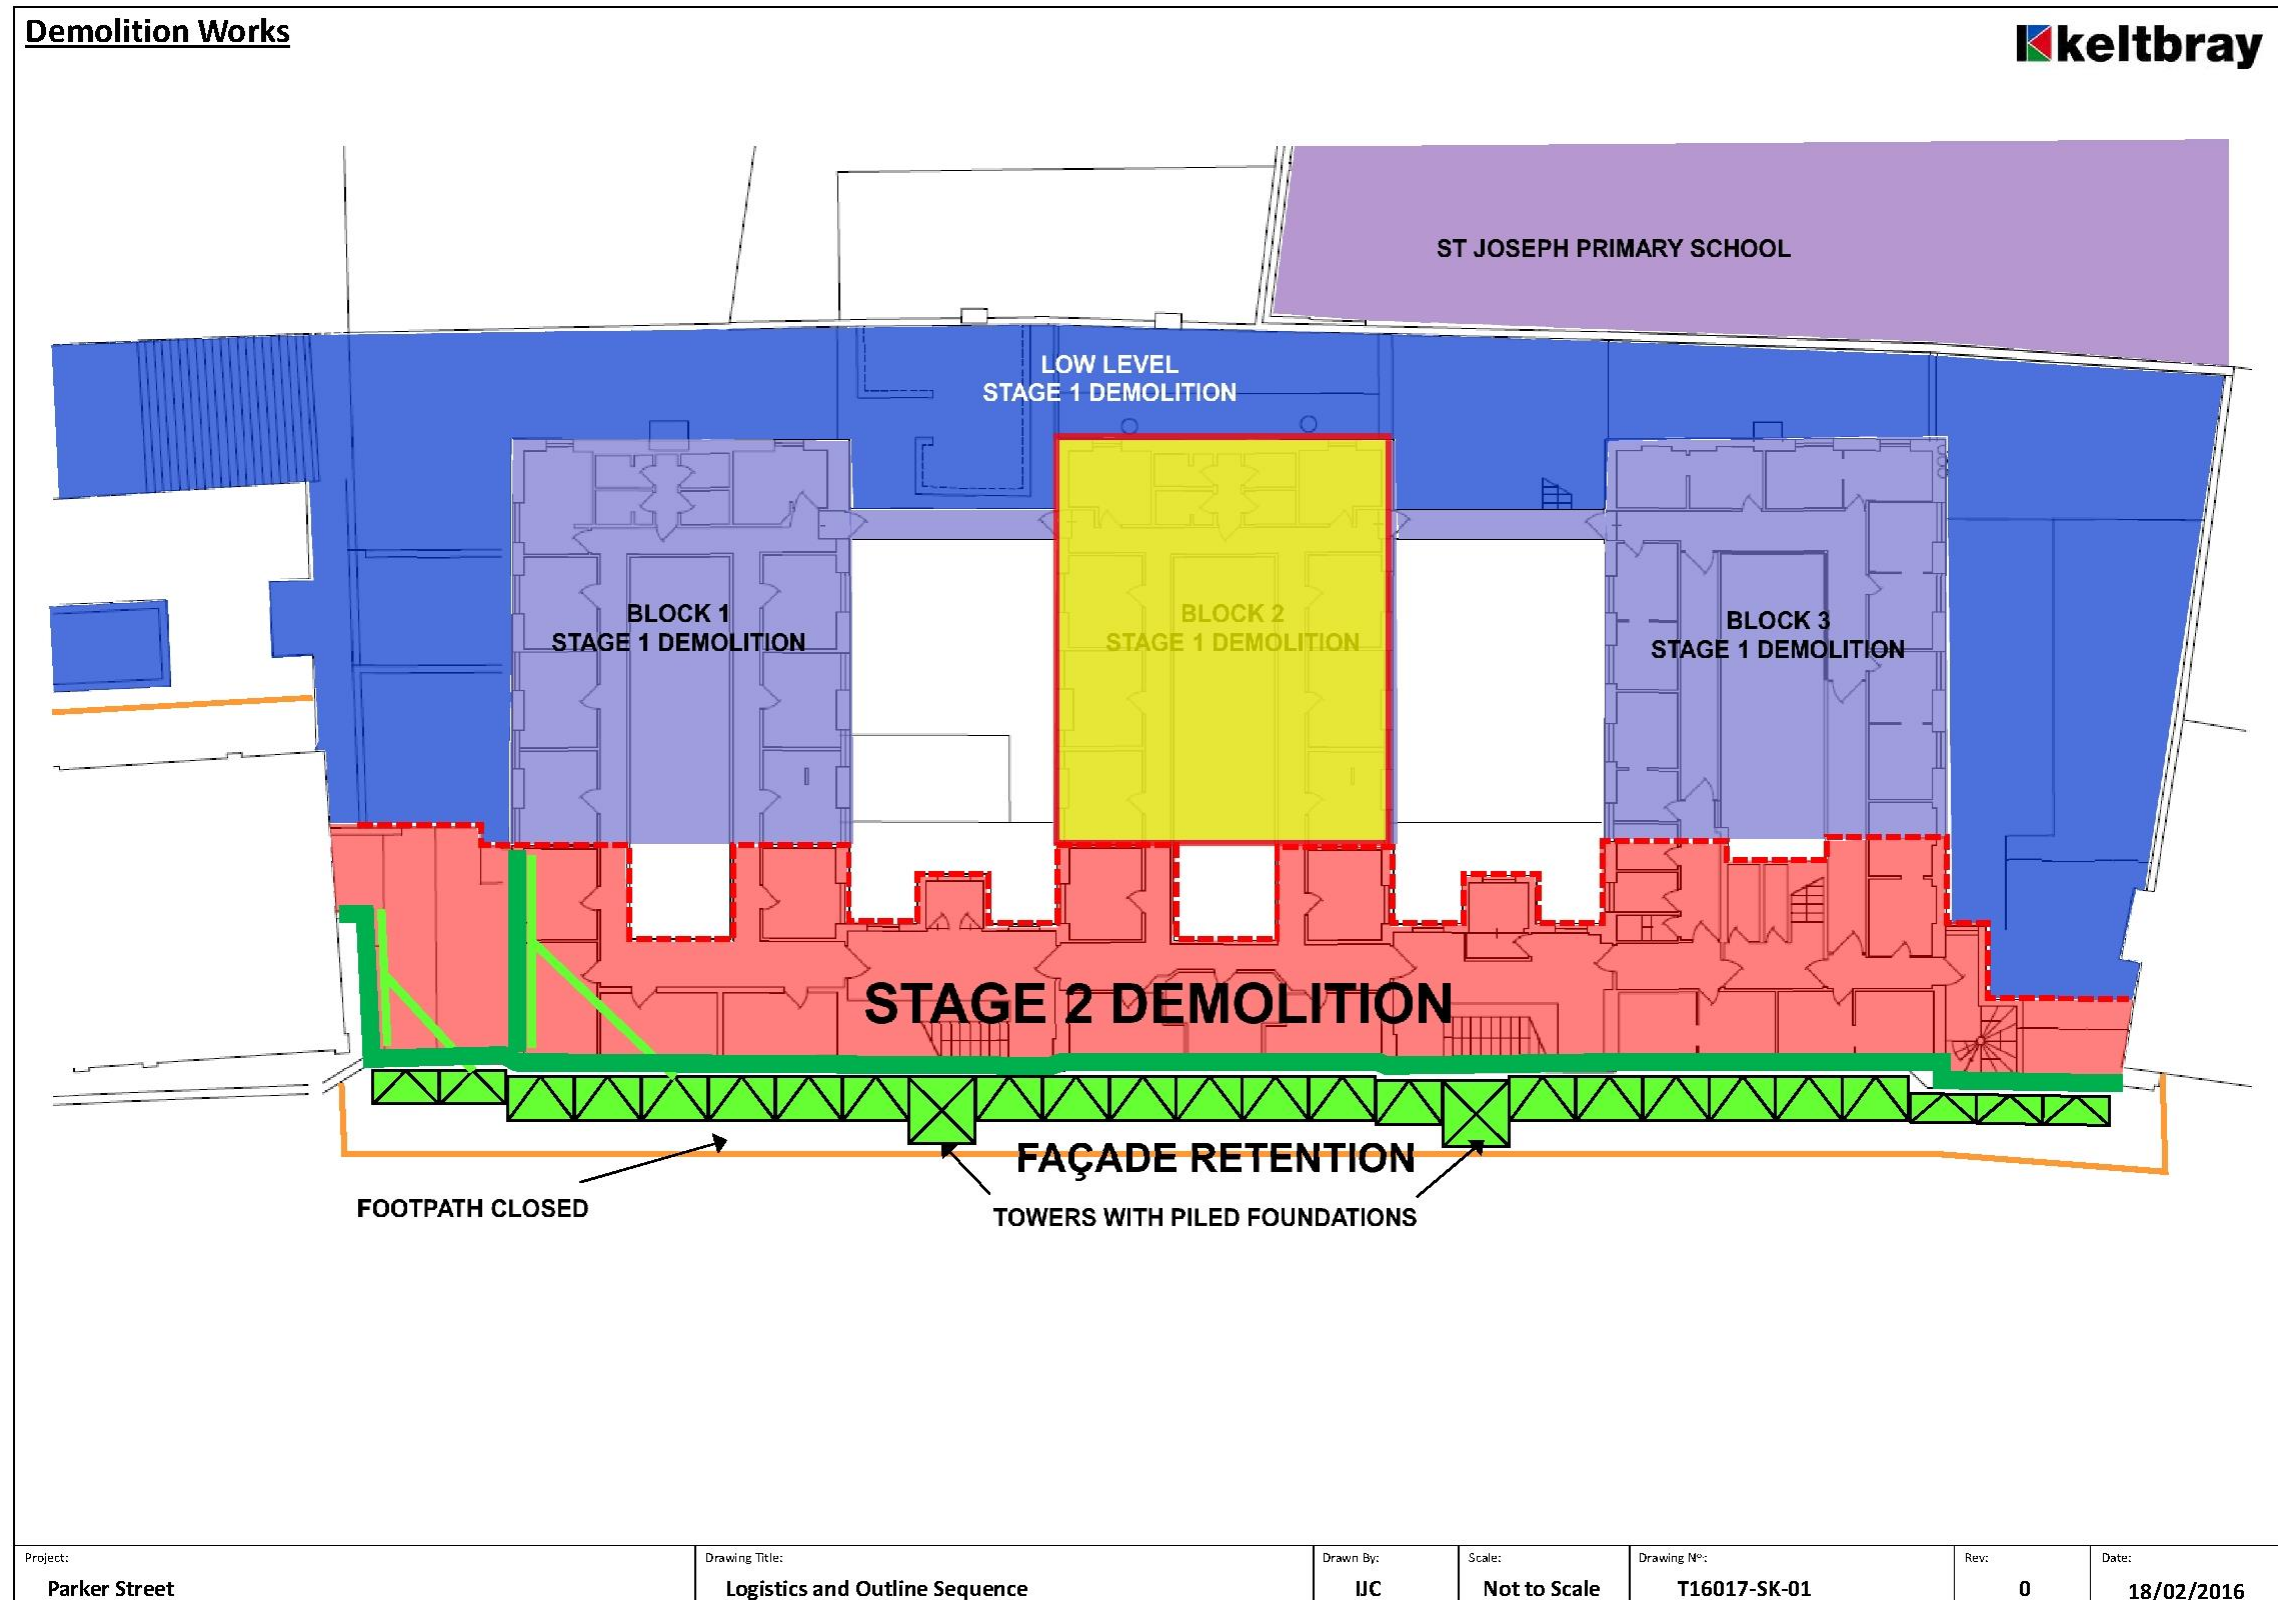 Demolition Works
keltbray
ST JOSEPH PRIMARY SCHOOL
LOW LEVEL
STAGE 1 DEMOLITION
BLOCK 1
STAGE 1 DEMOLITION
BLOCK 2
STAGE 1 DEMOLITION
BLOCK 3
STAGE 1 DEMOLITION
STAGE 2 DEMOLITION
FAÇADE RETENTION
FOOTPATH CLOSED
TOWERS WITH PILED FOUNDATIONS
Project:
Parker Street
Drawing Title:
Logistics and Outline Sequence
Drawn By:
IJC
Scale:
Not to Scale
Drawing Nº:
T16017-SK-01
Rev:
0
Date:
18/02/2016